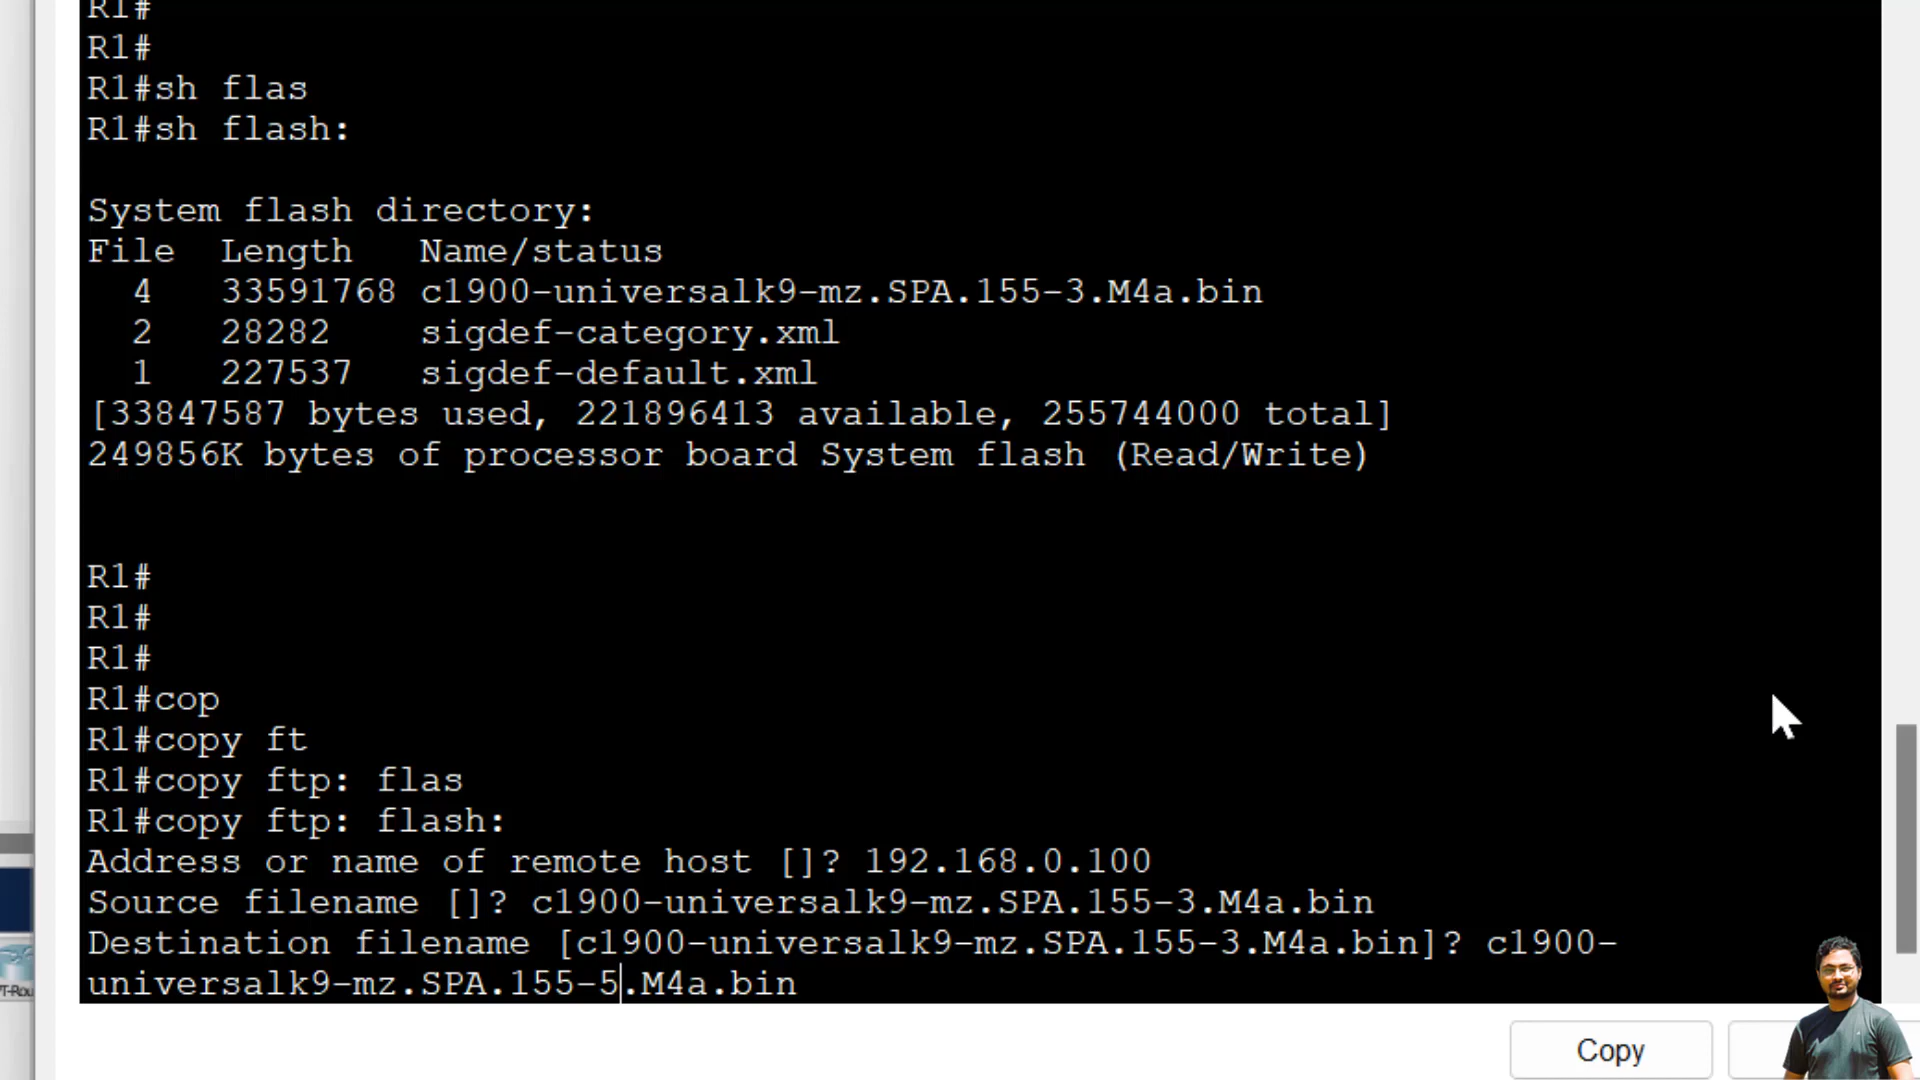 R1#
R1#
R1#sh flas
R1#sh flash:
System flash directory:
File Length Name/status
4 33591768 c1900-universalk9-mz.SPA.155-3.M4a.bin
2 28282 sigdef-category.xml
1 227537 sigdef-default.xml
[33847587 bytes used, 221896413 available, 255744000 total]
249856K bytes of processor board System flash (Read/Write)
R1#
R1#
R1#
R1#cop
R1#copy ft
R1#copy ftp: flas
R1#copy ftp: flash:
Address or name of remote host []? 192.168.0.100
Source filename []? c1900-universalk9-mz.SPA.155-3.M4a.bin
Destination filename [c1900-universalk9-mz.SPA.155-3.M4a.bin]? c1900-
universalk9-mz.SPA.155-5.M4a.bin
Copy